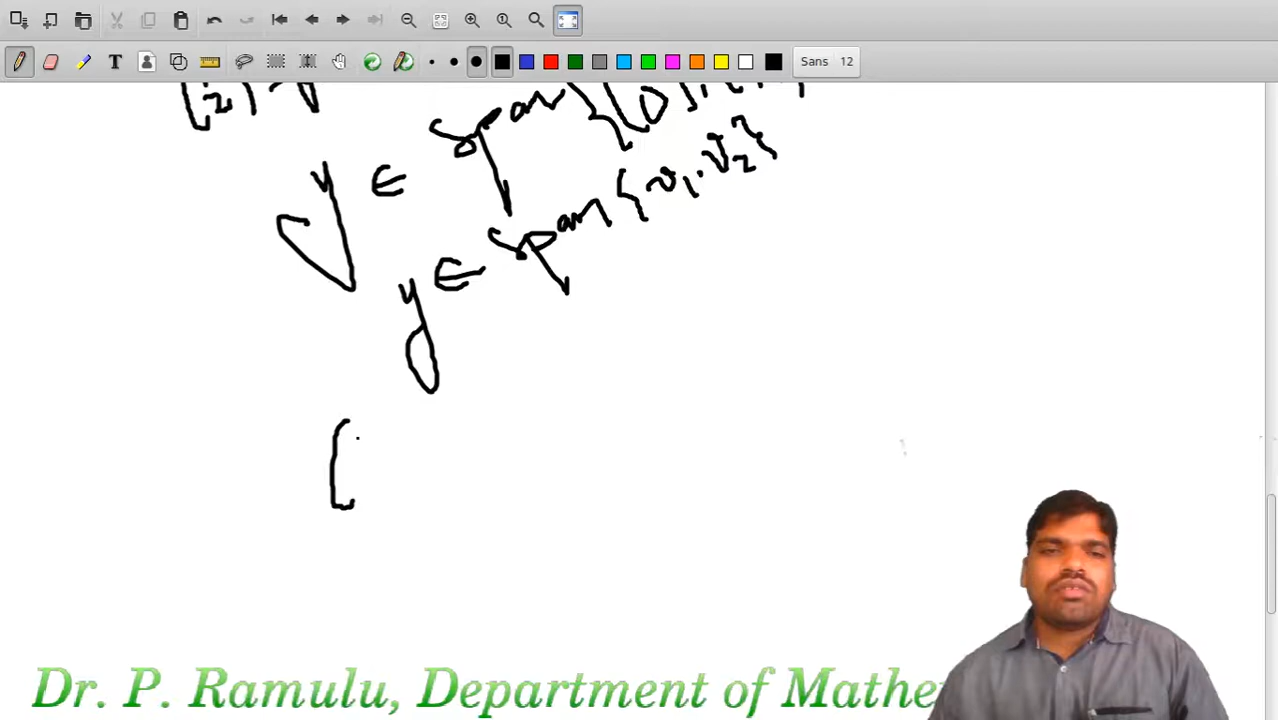 Sans 12
y ∈ span {
y ∈ span {v₁, v₂}
[
Dr. P. Ramulu, Department of Mathe